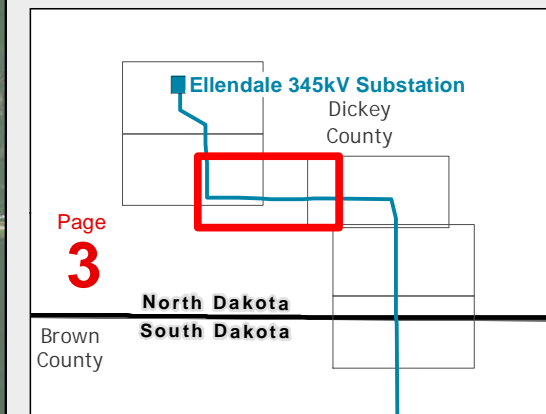 Ellendale 345kV Substation
Dickey
County
Page
3
North Dakota
South Dakota
Brown
County